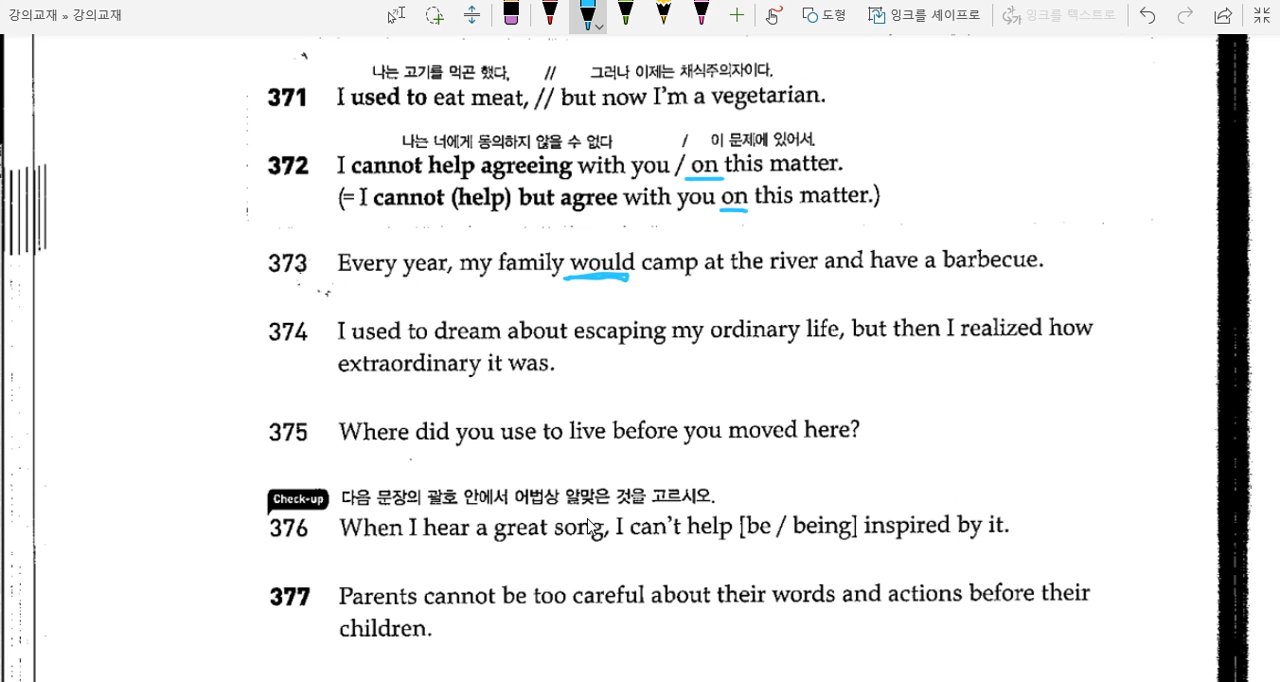 강의교재 » 강의교재
도형
잉크를 셰이프로
잉크를 텍스트로
나는 고기를 먹곤 했다, // 그러나 이제는 채식주의자이다.
371 I used to eat meat, // but now I'm a vegetarian.
나는 너에게 동의하지 않을 수 없다 / 이 문제에 있어서.
372 I cannot help agreeing with you / on this matter.
(= I cannot (help) but agree with you on this matter.)
373 Every year, my family would camp at the river and have a barbecue.
374 I used to dream about escaping my ordinary life, but then I realized how
extraordinary it was.
375 Where did you use to live before you moved here?
Check-up 다음 문장의 괄호 안에서 어법상 알맞은 것을 고르시오.
376 When I hear a great song, I can't help [be / being] inspired by it.
377 Parents cannot be too careful about their words and actions before their
children.